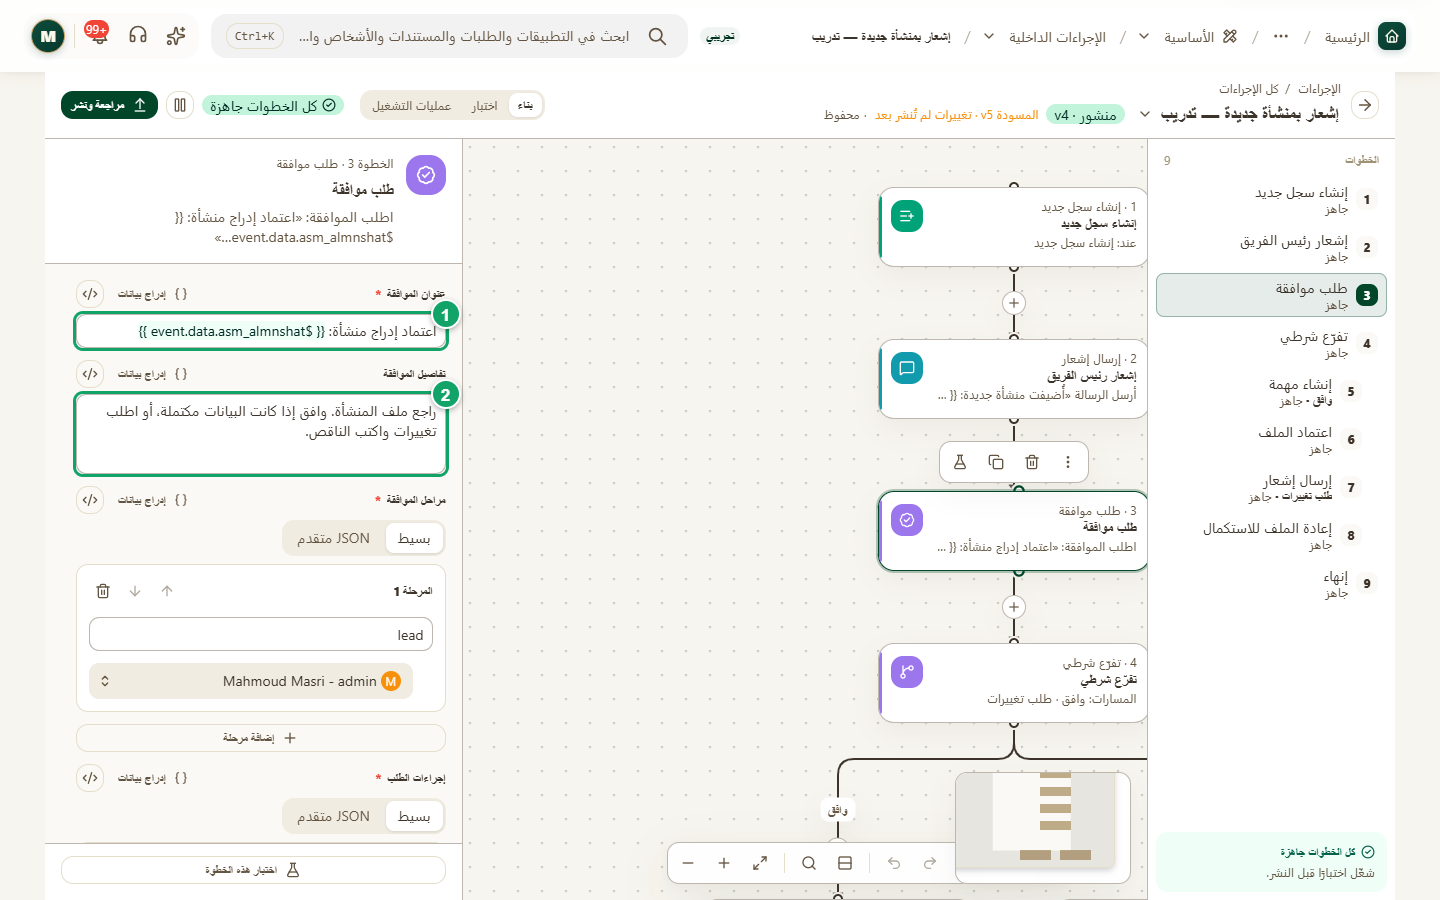 الرئيسية / ... / الأساسية / الإجراءات الداخلية / إشعار بمنشأة جديدة — تدريب
تجريبي
ابحث في التطبيقات والطلبات والمستندات والأشخاص وا...
Ctrl+K
99+
M
الإجراءات / كل الإجراءات
إشعار بمنشأة جديدة — تدريب
منشور · v4
المسودة v5 · تغييرات لم تُنشر بعد
· محفوظ
بناء
اختبار
عمليات التشغيل
كل الخطوات جاهزة
مراجعة ونشر
الخطوات
9
1
إنشاء سجل جديد
جاهز
2
إشعار رئيس الفريق
جاهز
3
طلب موافقة
جاهز
4
تفرّع شرطي
جاهز
5
إنشاء مهمة
وافق • جاهز
6
اعتماد الملف
جاهز
7
إرسال إشعار
طلب تغييرات • جاهز
8
إعادة الملف للاستكمال
جاهز
9
إنهاء
جاهز
كل الخطوات جاهزة
شغّل اختبارًا قبل النشر.
1 · إنشاء سجل جديد
إنشاء سجل جديد
عند: إنشاء سجل جديد
2 · إرسال إشعار
إشعار رئيس الفريق
أرسل الرسالة «أُضيفت منشأة جديدة: {{ ...
3 · طلب موافقة
طلب موافقة
اطلب الموافقة: «اعتماد إدراج منشأة: {{ ...
4 · تفرّع شرطي
تفرّع شرطي
المسارات: وافق · طلب تغييرات
وافق
الخطوة 3 · طلب موافقة
طلب موافقة
اطلب الموافقة: «اعتماد إدراج منشأة: {{
$event.data.asm_almnshat...»
عنوان الموافقة *
{ } إدراج بيانات
1
اعتماد إدراج منشأة: {{ $event.data.asm_almnshat }}
تفاصيل الموافقة
{ } إدراج بيانات
2
راجع ملف المنشأة. وافق إذا كانت البيانات مكتملة، أو اطلب
تغييرات واكتب الناقص.
مراحل الموافقة *
{ } إدراج بيانات
بسيط
JSON متقدم
المرحلة 1
lead
M Mahmoud Masri - admin
إضافة مرحلة
إجراءات الطلب *
{ } إدراج بيانات
بسيط
JSON متقدم
اختبار هذه الخطوة